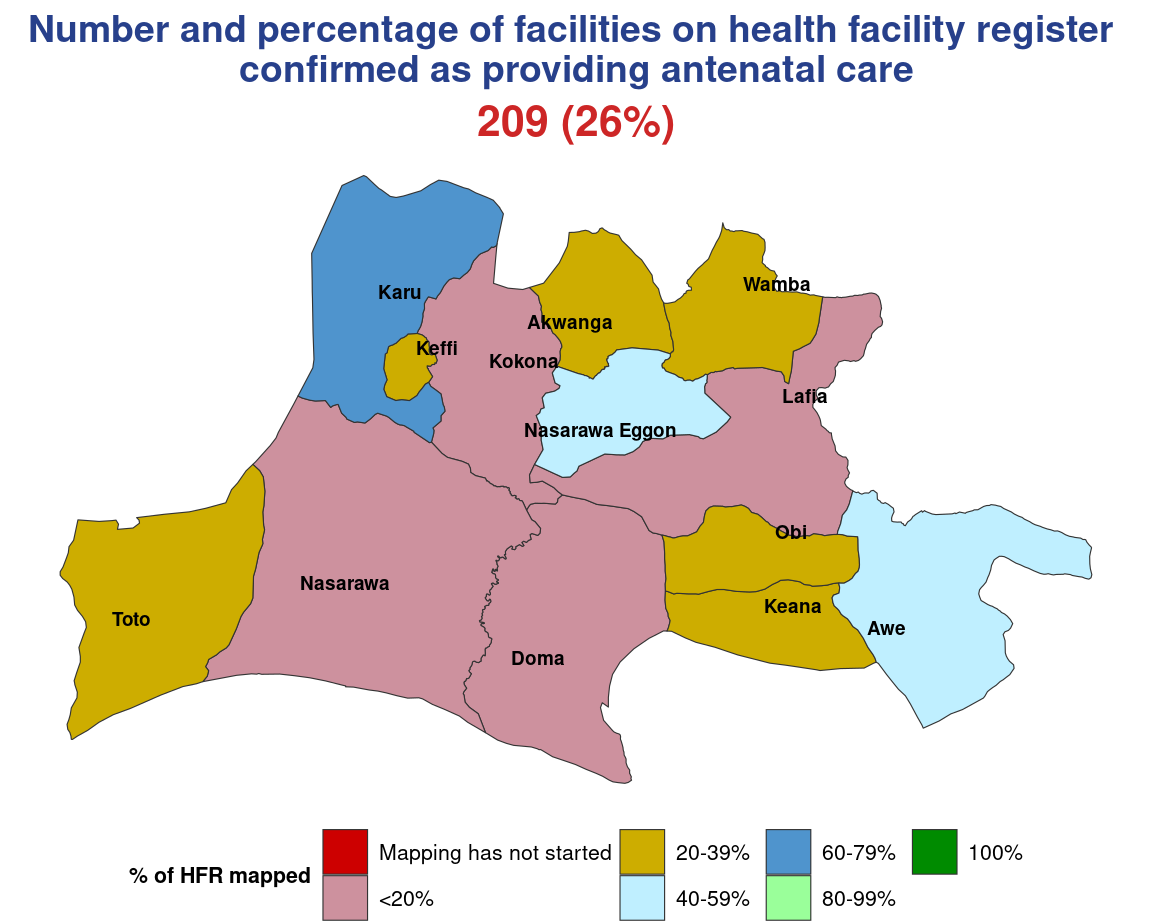 Number and percentage of facilities on health facility register
confirmed as providing antenatal care
209 (26%)
Karu
Wamba
Akwanga
Keffi
Kokona
Lafia
Nasarawa Eggon
Obi
Nasarawa
Keana
Toto
Awe
Doma
% of HFR mapped
Mapping has not started
<20%
20-39%
40-59%
60-79%
80-99%
100%